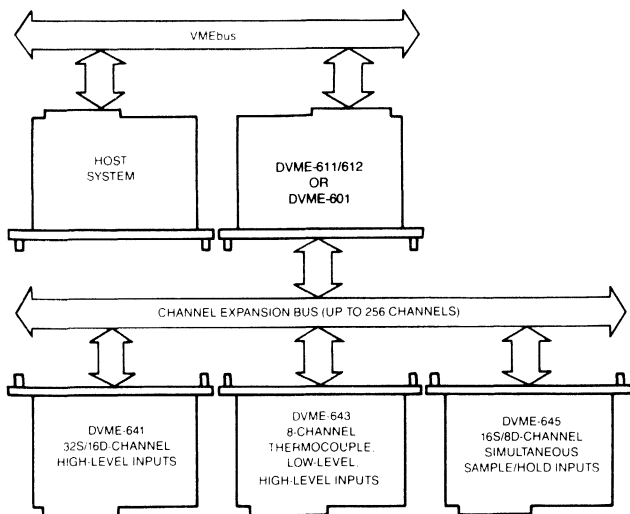 VMEbus
HOST
SYSTEM
DVME-611/612
OR
DVME-601
CHANNEL EXPANSION BUS (UP TO 256 CHANNELS)
DVME-641
32S/16D-CHANNEL
HIGH-LEVEL INPUTS
DVME-643
8-CHANNEL
THERMOCOUPLE,
LOW-LEVEL,
HIGH-LEVEL INPUTS
DVME-645
16S/8D-CHANNEL
SIMULTANEOUS
SAMPLE/HOLD INPUTS